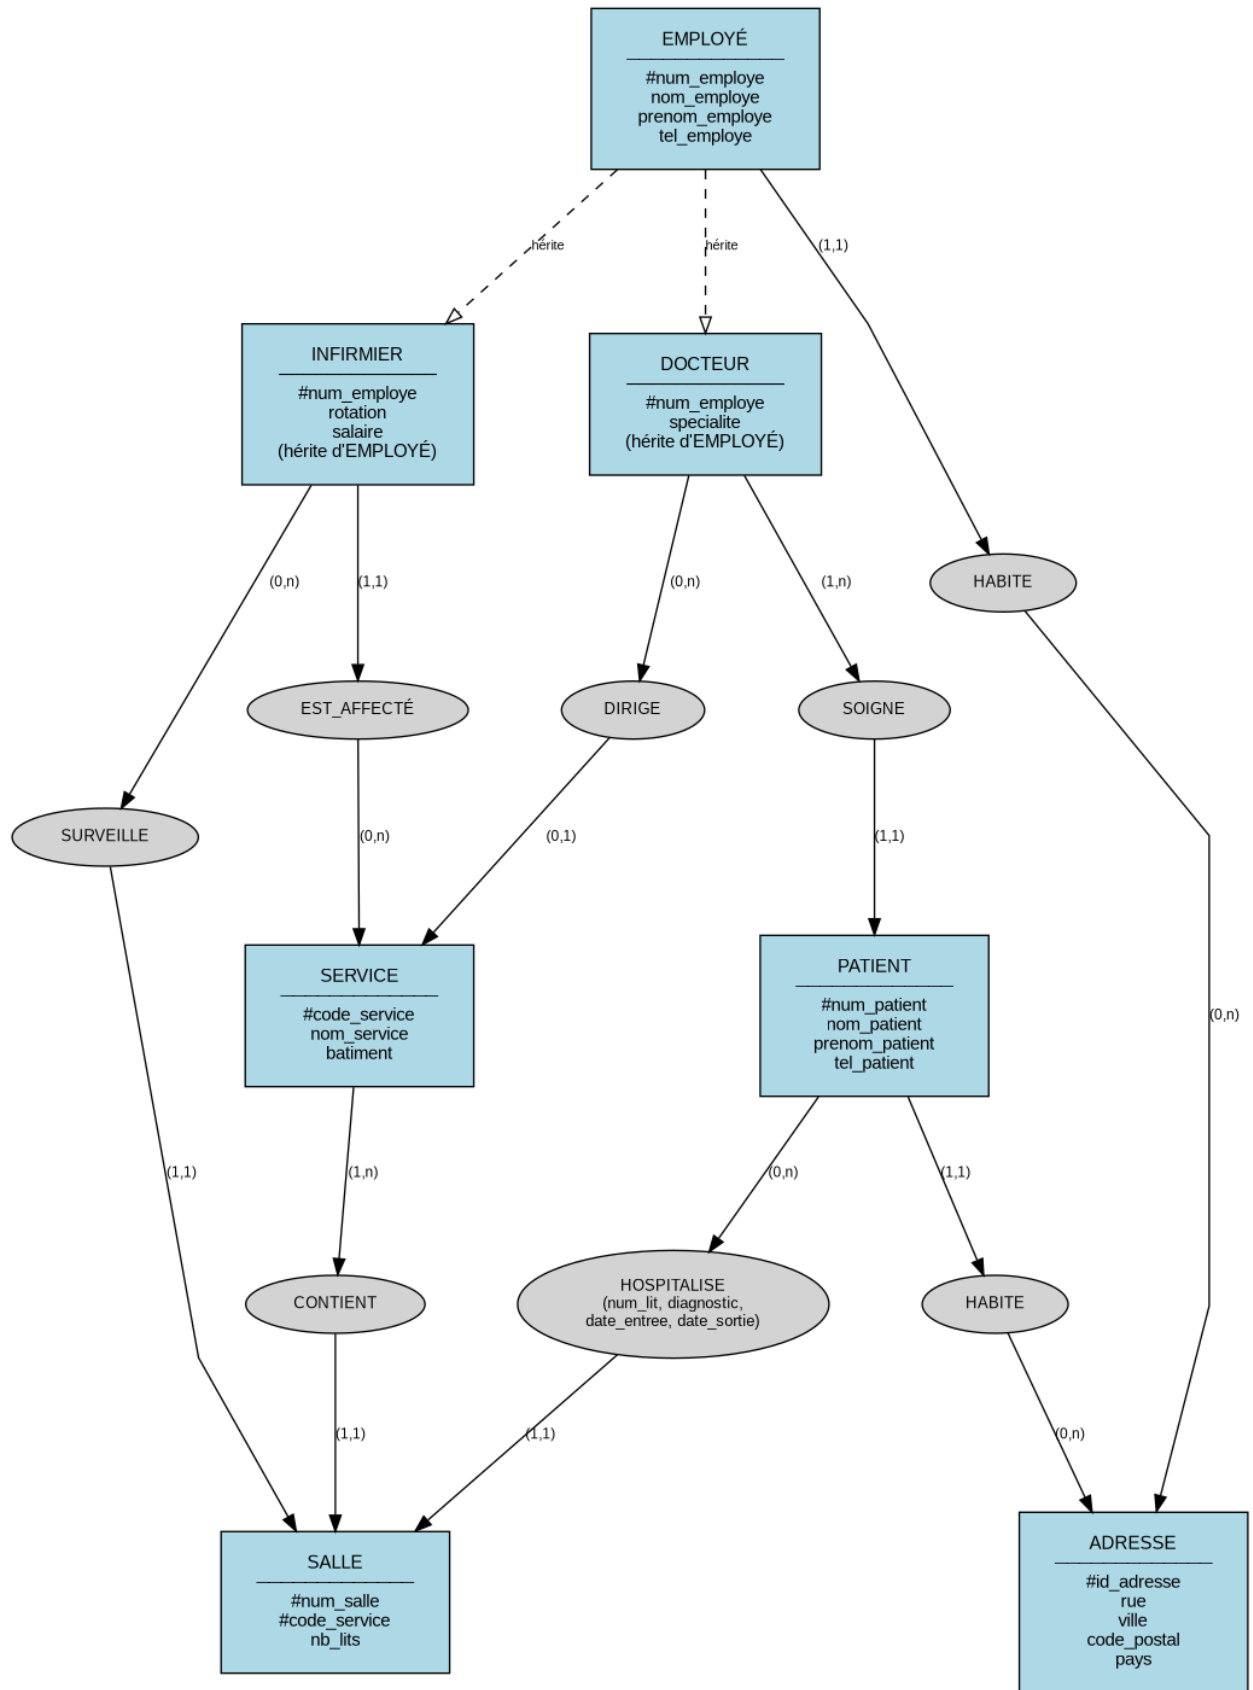 EMPLOYÉ
#num_employe
nom_employe
prenom_employe
tel_employe
hérite
hérite
(1,1)
INFIRMIER
#num_employe
rotation
salaire
(hérite d'EMPLOYÉ)
DOCTEUR
#num_employe
specialite
(hérite d'EMPLOYÉ)
(0,n)
(1,1)
(0,n)
(1,n)
HABITE
EST_AFFECTÉ
DIRIGE
SOIGNE
SURVEILLE
(0,n)
(0,1)
(1,1)
SERVICE
#code_service
nom_service
batiment
PATIENT
#num_patient
nom_patient
prenom_patient
tel_patient
(0,n)
(1,1)
(1,n)
(0,n)
(1,1)
CONTIENT
HOSPITALISE
(num_lit, diagnostic,
date_entree, date_sortie)
HABITE
(1,1)
(1,1)
(0,n)
SALLE
#num_salle
#code_service
nb_lits
ADRESSE
#id_adresse
rue
ville
code_postal
pays